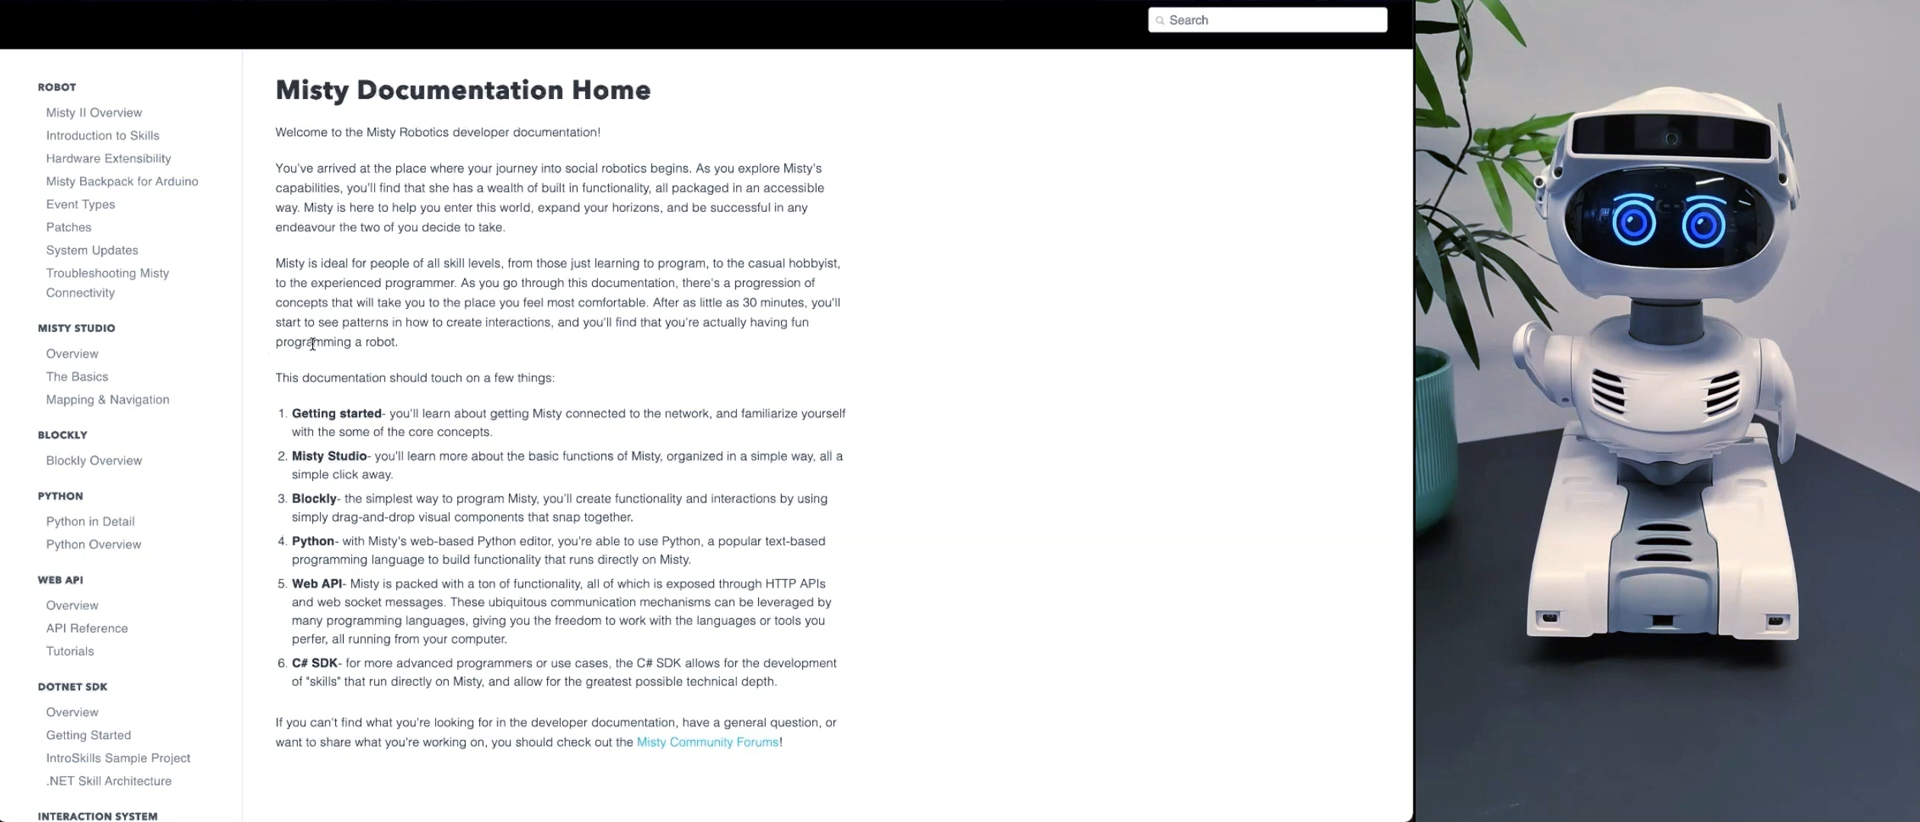 Search
ROBOT
Misty II Overview
Introduction to Skills
Hardware Extensibility
Misty Backpack for Arduino
Event Types
Patches
System Updates
Troubleshooting Misty
Connectivity
MISTY STUDIO
Overview
The Basics
Mapping & Navigation
BLOCKLY
Blockly Overview
PYTHON
Python in Detail
Python Overview
WEB API
Overview
API Reference
Tutorials
DOTNET SDK
Overview
Getting Started
IntroSkills Sample Project
.NET Skill Architecture
INTERACTION SYSTEM
Misty Documentation Home
Welcome to the Misty Robotics developer documentation!
You've arrived at the place where your journey into social robotics begins. As you explore Misty's
capabilities, you'll find that she has a wealth of built in functionality, all packaged in an accessible
way. Misty is here to help you enter this world, expand your horizons, and be successful in any
endeavour the two of you decide to take.
Misty is ideal for people of all skill levels, from those just learning to program, to the casual hobbyist,
to the experienced programmer. As you go through this documentation, there's a progression of
concepts that will take you to the place you feel most comfortable. After as little as 30 minutes, you'll
start to see patterns in how to create interactions, and you'll find that you're actually having fun
programming a robot.
This documentation should touch on a few things:
1. Getting started- you'll learn about getting Misty connected to the network, and familiarize yourself
with the some of the core concepts.
2. Misty Studio- you'll learn more about the basic functions of Misty, organized in a simple way, all a
simple click away.
3. Blockly- the simplest way to program Misty, you'll create functionality and interactions by using
simply drag-and-drop visual components that snap together.
4. Python- with Misty's web-based Python editor, you're able to use Python, a popular text-based
programming language to build functionality that runs directly on Misty.
5. Web API- Misty is packed with a ton of functionality, all of which is exposed through HTTP APIs
and web socket messages. These ubiquitous communication mechanisms can be leveraged by
many programming languages, giving you the freedom to work with the languages or tools you
perfer, all running from your computer.
6. C# SDK- for more advanced programmers or use cases, the C# SDK allows for the development
of "skills" that run directly on Misty, and allow for the greatest possible technical depth.
If you can't find what you're looking for in the developer documentation, have a general question, or
want to share what you're working on, you should check out the Misty Community Forums!